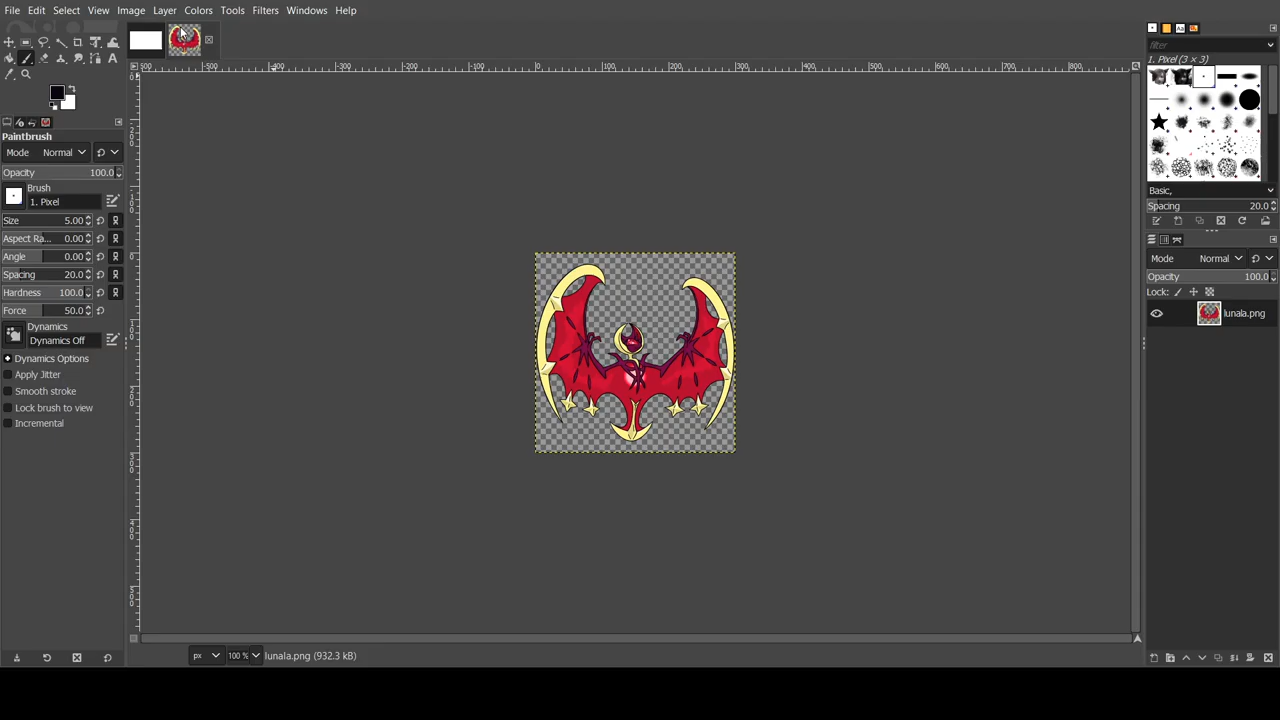 File Edit Select View Image Layer Colors Tools Filters Windows Help
filter
1. Pixel (3 × 3)
Paintbrush
Mode Normal
Opacity 100.0
Brush
1. Pixel
Size 5.00
Aspect Ra... 0.00
Angle 0.00
Spacing 20.0
Hardness 100.0
Force 50.0
Dynamics
Dynamics Off
Dynamics Options
Apply Jitter
Smooth stroke
Lock brush to view
Incremental
Basic,
Spacing 20.0
Mode Normal
Opacity 100.0
Lock:
lunala.png
px 100 % lunala.png (932.3 kB)